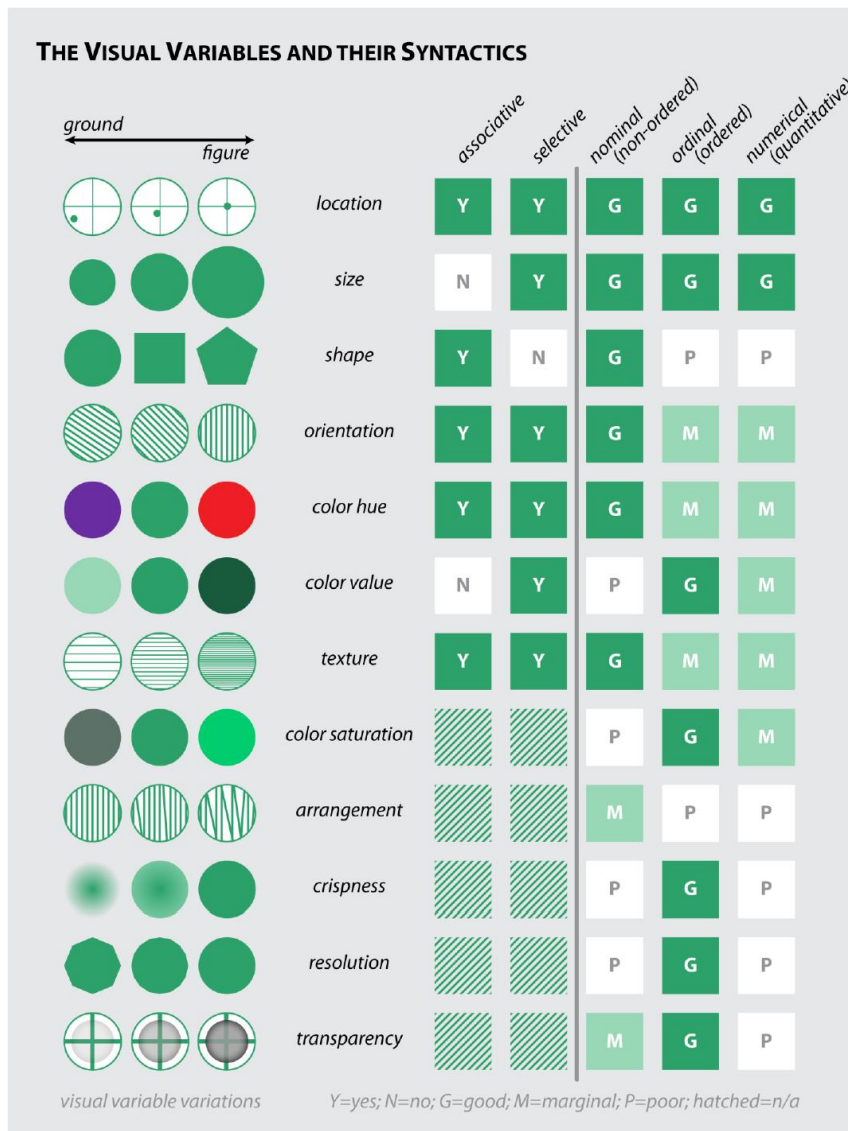 THE VISUAL VARIABLES AND THEIR SYNTACTICS
ground
figure
associative
selective
nominal
(non-ordered)
ordinal
(ordered)
numerical
(quantitative)
location Y Y G G G
size N Y G G G
shape Y N G P P
orientation Y Y G M M
color hue Y Y G M M
color value N Y P G M
texture Y Y G M M
color saturation P G M
arrangement M P P
crispness P G P
resolution P G P
transparency M G P
visual variable variations Y=yes; N=no; G=good; M=marginal; P=poor; hatched=n/a